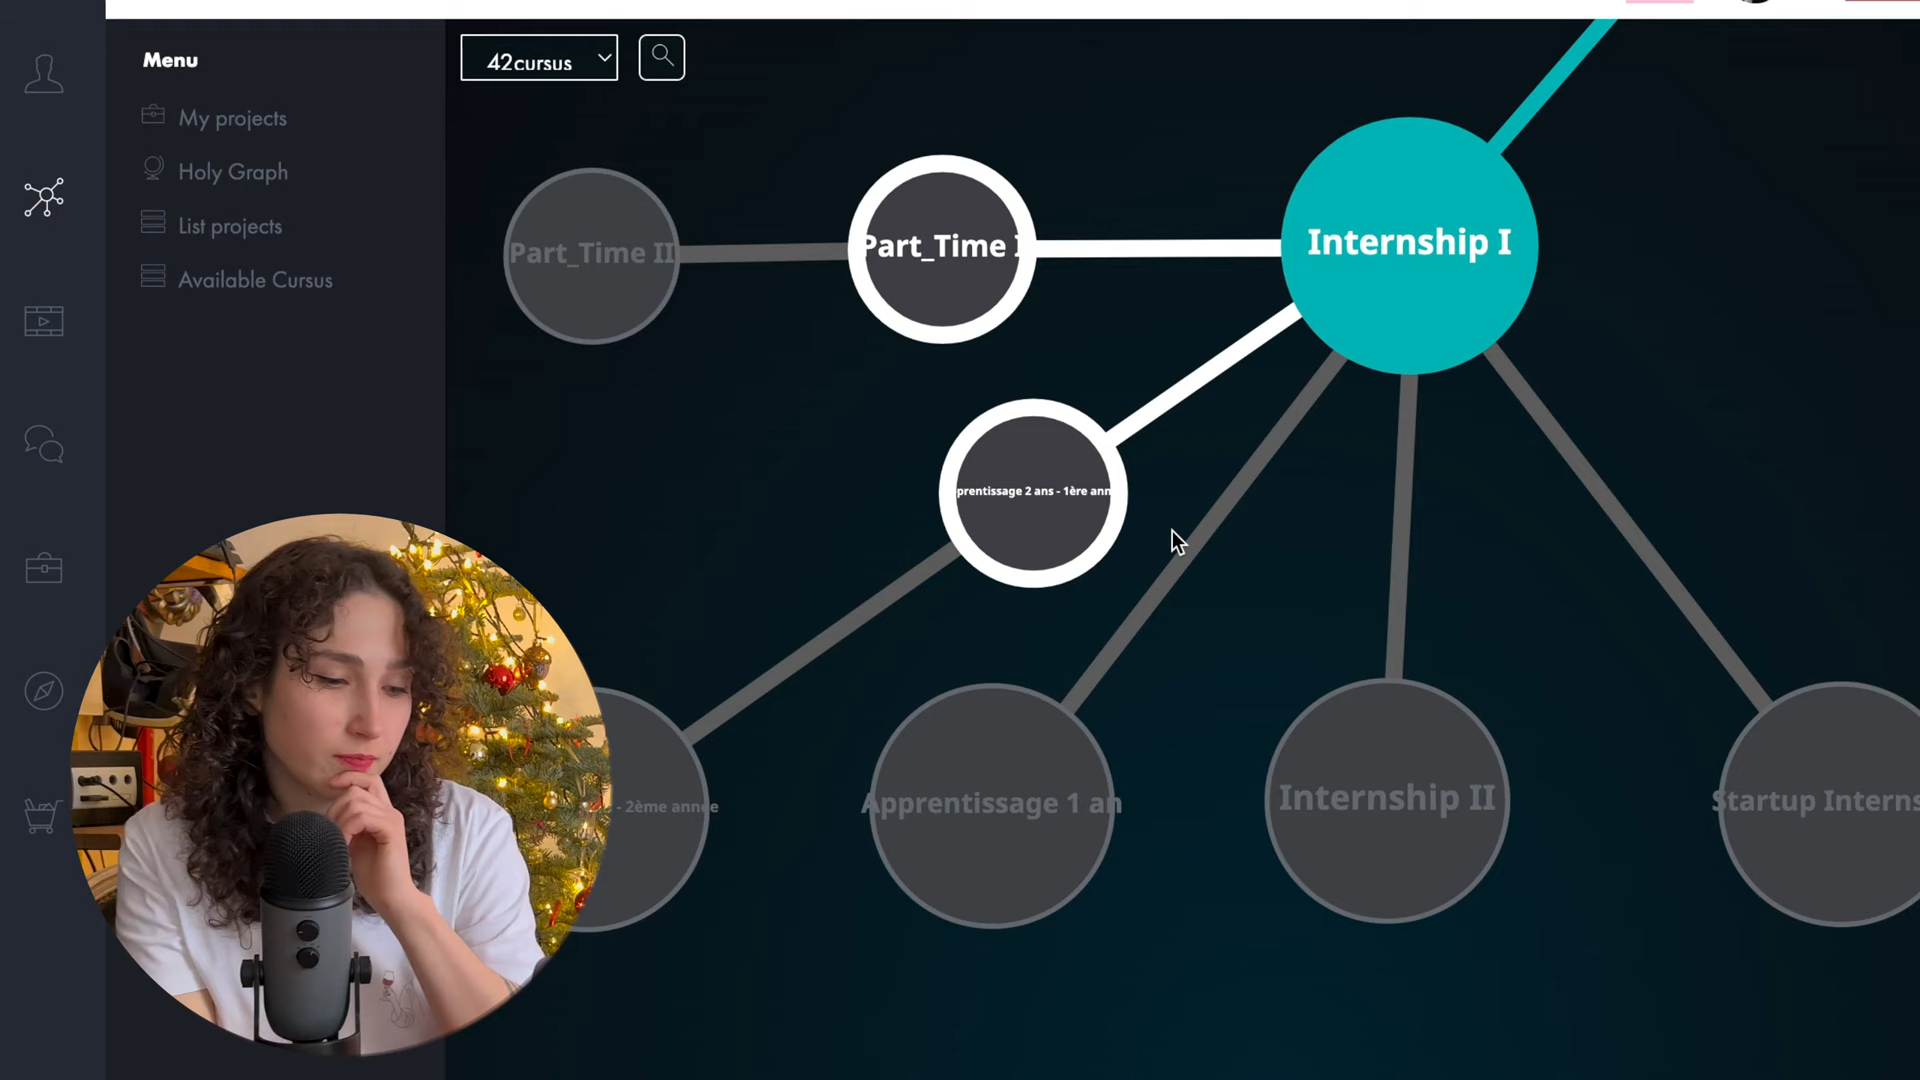 Menu
My projects
Holy Graph
List projects
Available Cursus
42cursus
Part_Time II
Part_Time I
Internship I
prentissage 2 ans - 1ère ann
- 2ème année
Apprentissage 1 an
Internship II
Startup Interns